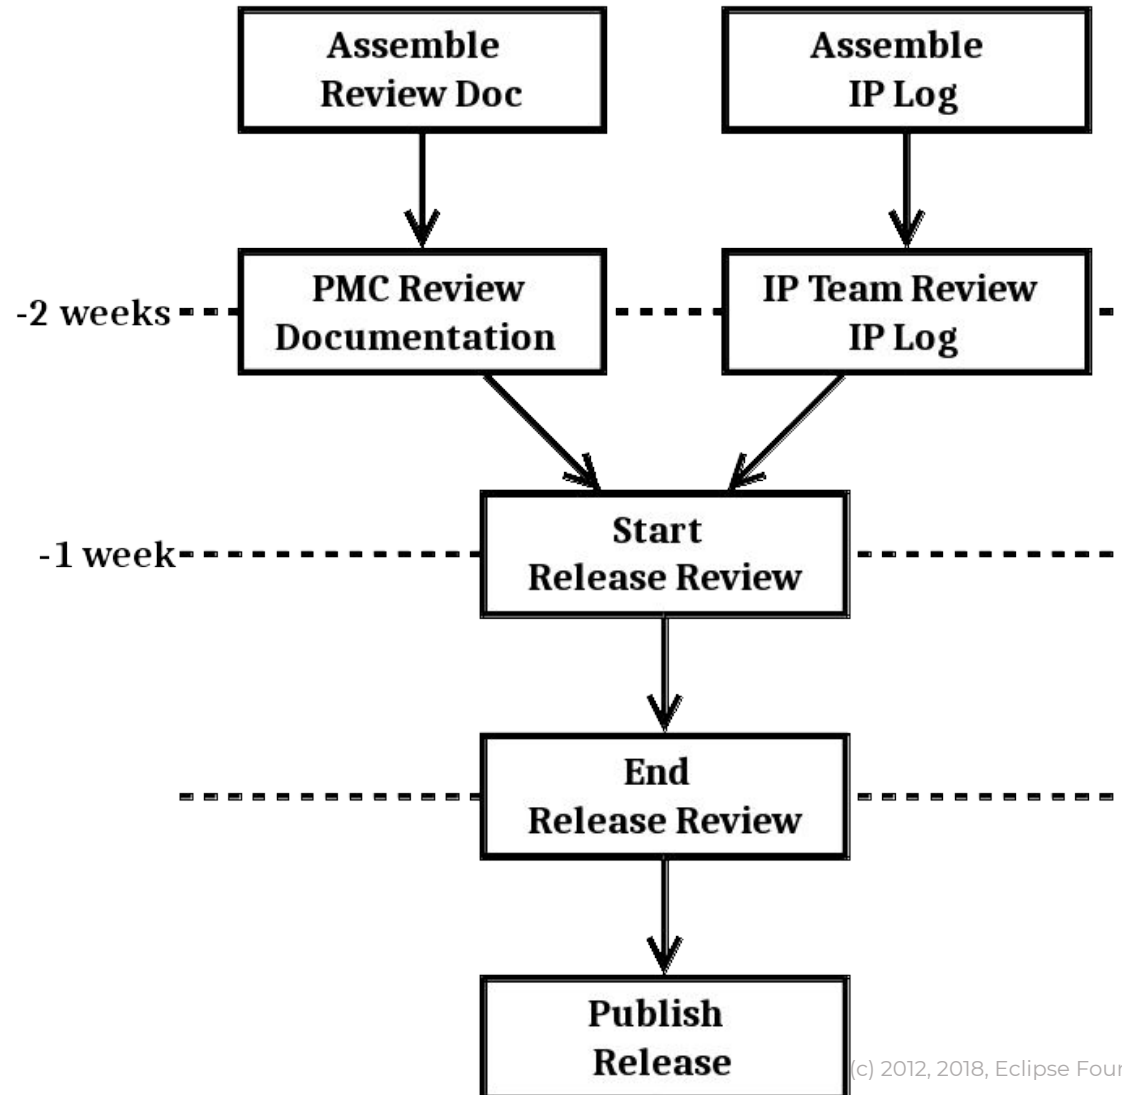 Assemble
Review Doc
Assemble
IP Log
-2 weeks
PMC Review
Documentation
IP Team Review
IP Log
-1 week
Start
Release Review
End
Release Review
Publish
Release
(c) 2012, 2018, Eclipse